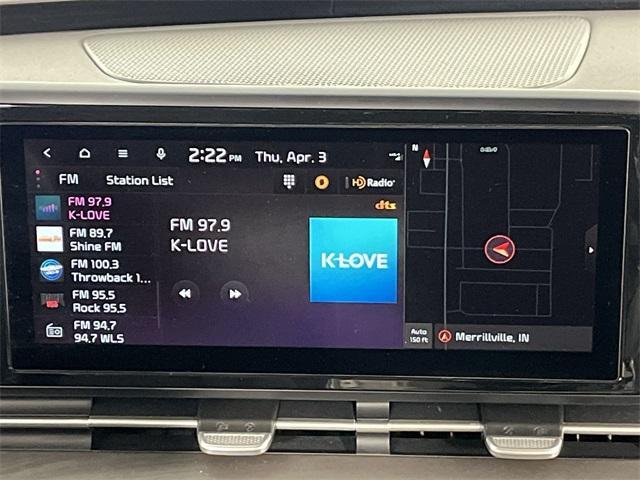 2:22 PM Thu, Apr. 3
FM Station List
HD Radio
dts
FM 97.9
K-LOVE
FM 89.7
Shine FM
FM 100.3
Throwback 1...
FM 95.5
Rock 95.5
FM 94.7
94.7 WLS
FM 97.9
K-LOVE
K-LOVE
N
Auto
150 ft
Merrillville, IN